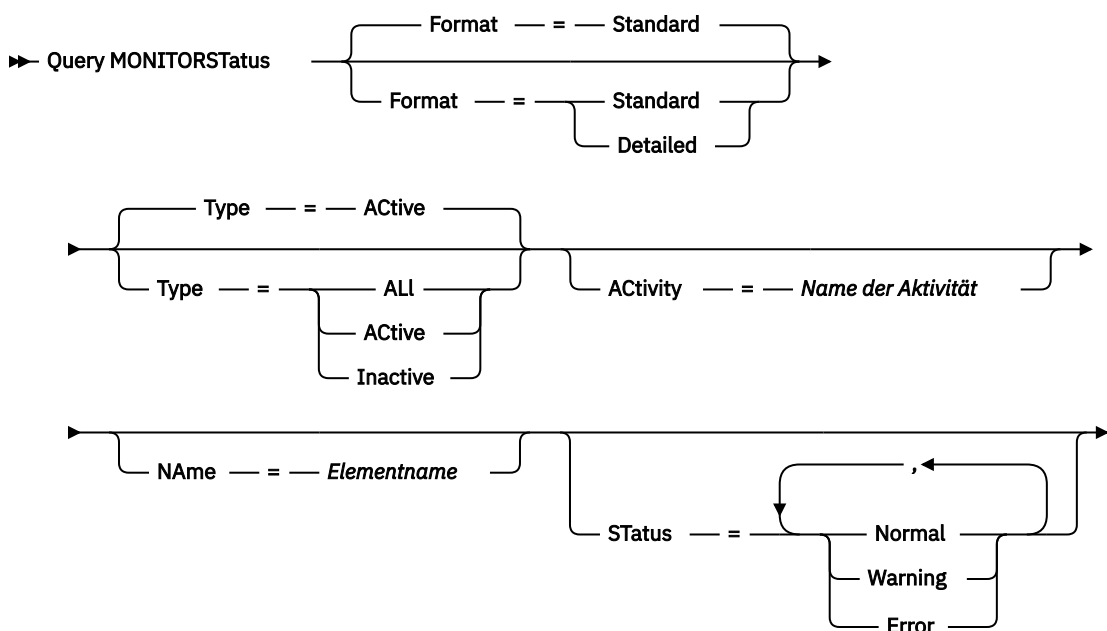 Format = Standard
Query MONITORSTatus
Format = Standard
Detailed
Type = ACtive
Type = ALl
ACtivity = Name der Aktivität
ACtive
Inactive
NAme = Elementname
,
STatus = Normal
Warning
Error